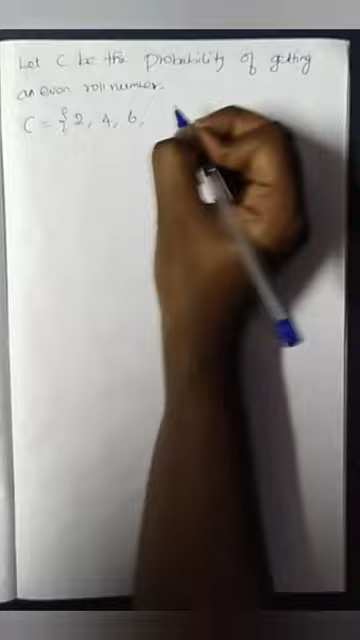 Let C be the Probability of getting
an even roll number.
C = { 2, 4, 6,